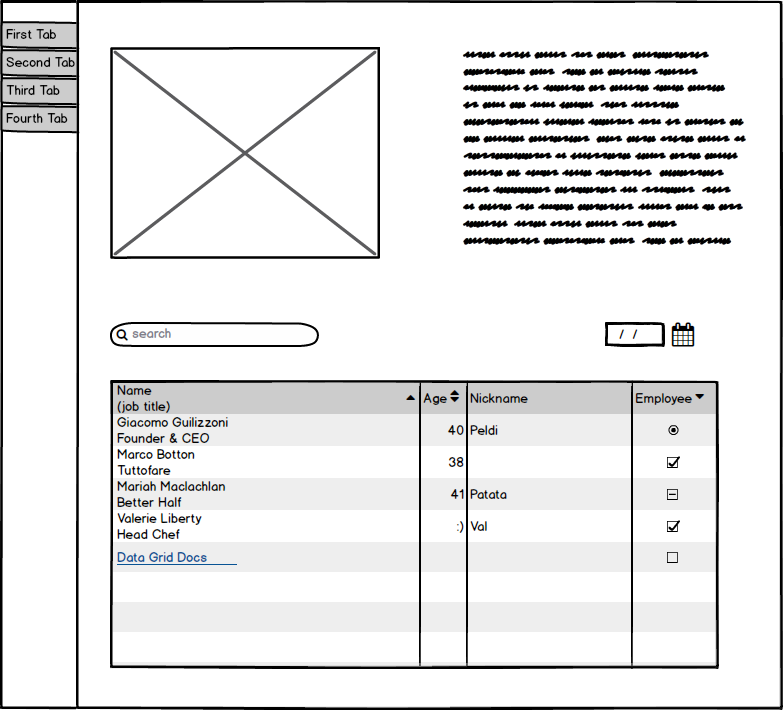 First Tab
Second Tab
Third Tab
Fourth Tab
search
/ /
Name
(job title)
Age
Nickname
Employee
Giacomo Guilizzoni
Founder & CEO
40
Peldi
Marco Botton
Tuttofare
38
Mariah Maclachlan
Better Half
41
Patata
Valerie Liberty
Head Chef
:)
Val
Data Grid Docs